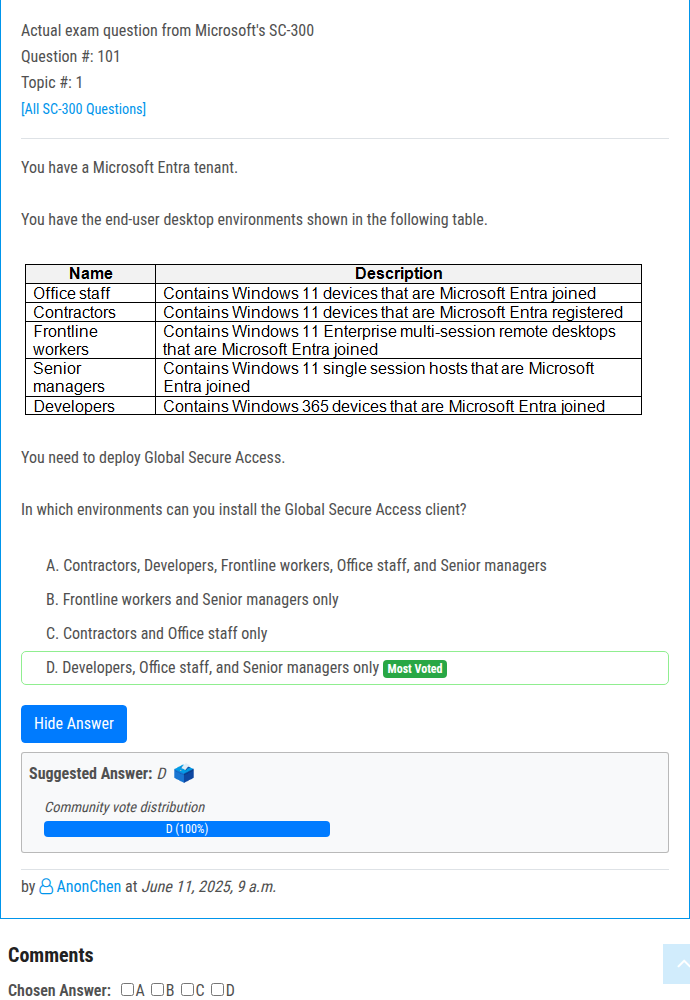 Actual exam question from Microsoft's SC-300
Question #: 101
Topic #: 1
[All SC-300 Questions]
You have a Microsoft Entra tenant.
You have the end-user desktop environments shown in the following table.
Name Description
Office staff Contains Windows 11 devices that are Microsoft Entra joined
Contractors Contains Windows 11 devices that are Microsoft Entra registered
Frontline workers Contains Windows 11 Enterprise multi-session remote desktops that are Microsoft Entra joined
Senior managers Contains Windows 11 single session hosts that are Microsoft Entra joined
Developers Contains Windows 365 devices that are Microsoft Entra joined
You need to deploy Global Secure Access.
In which environments can you install the Global Secure Access client?
A. Contractors, Developers, Frontline workers, Office staff, and Senior managers
B. Frontline workers and Senior managers only
C. Contractors and Office staff only
D. Developers, Office staff, and Senior managers only Most Voted
Hide Answer
Suggested Answer: D
Community vote distribution
D (100%)
by AnonChen at June 11, 2025, 9 a.m.
Comments
Chosen Answer: A B C D